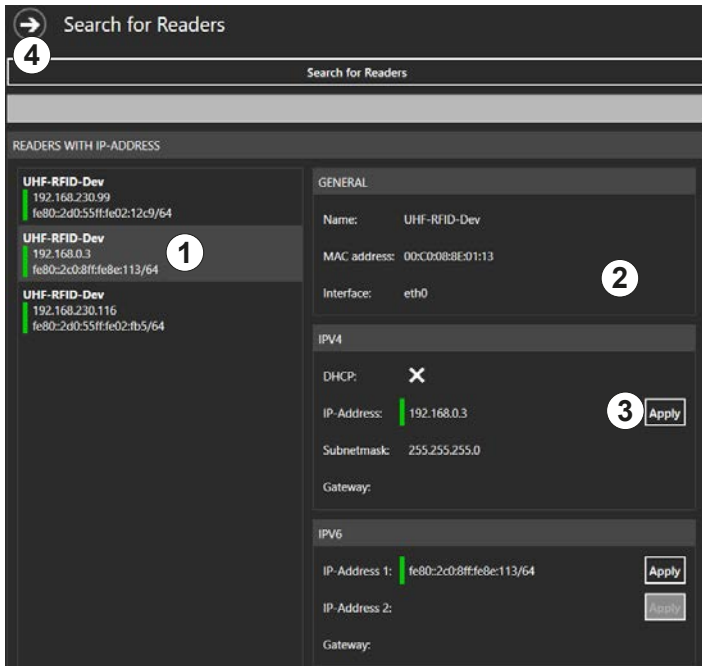 Search for Readers
4
Search for Readers
READERS WITH IP-ADDRESS
UHF-RFID-Dev
192.168.230.99
fe80::2d0:55ff:fe02:12c9/64
UHF-RFID-Dev
192.168.0.3
fe80::2c0:8ff:fe8e:113/64
1
UHF-RFID-Dev
192.168.230.116
fe80::2d0:55ff:fe02:fb5/64
GENERAL
Name: UHF-RFID-Dev
MAC address: 00:C0:08:8E:01:13
Interface: eth0
2
IPV4
DHCP:
IP-Address: 192.168.0.3 3 Apply
Subnetmask: 255.255.255.0
Gateway:
IPV6
IP-Address 1: fe80::2c0:8ff:fe8e:113/64 Apply
IP-Address 2: Apply
Gateway: